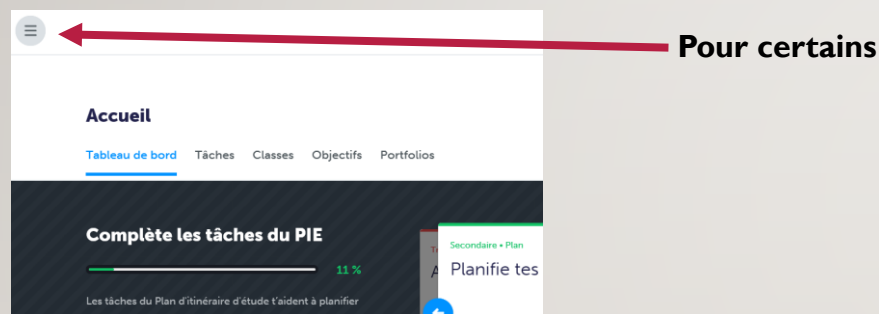 Pour certains
Accueil
Tableau de bord Tâches Classes Objectifs Portfolios
Complète les tâches du PIE
11 %
Les tâches du Plan d'itinéraire d'étude t'aident à planifier
Secondaire • Plan
Planifie tes